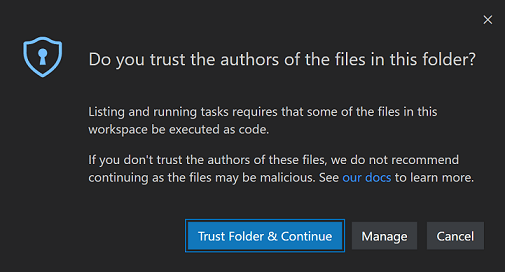 Do you trust the authors of the files in this folder?
Listing and running tasks requires that some of the files in this
workspace be executed as code.
If you don't trust the authors of these files, we do not recommend
continuing as the files may be malicious. See our docs to learn more.
Trust Folder & Continue Manage Cancel